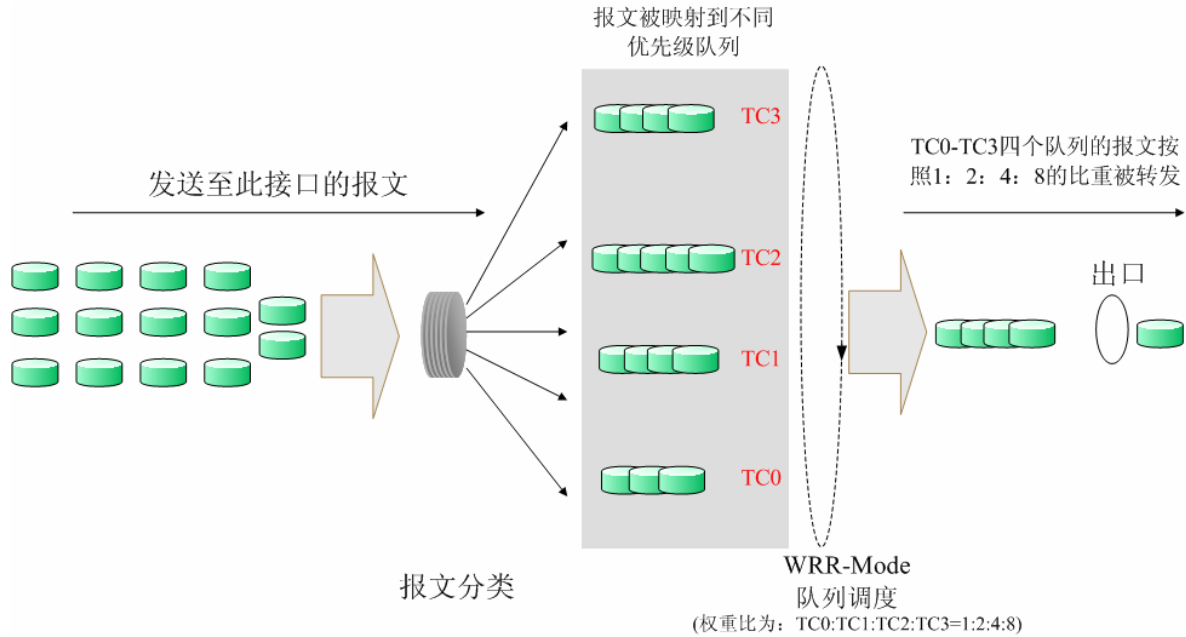 报文被映射到不同
优先级队列
TC3
发送至此接口的报文
TC0-TC3四个队列的报文按
照1：2：4：8的比重被转发
TC2
出口
TC1
TC0
报文分类
WRR-Mode
队列调度
(权重比为：TC0:TC1:TC2:TC3=1:2:4:8)